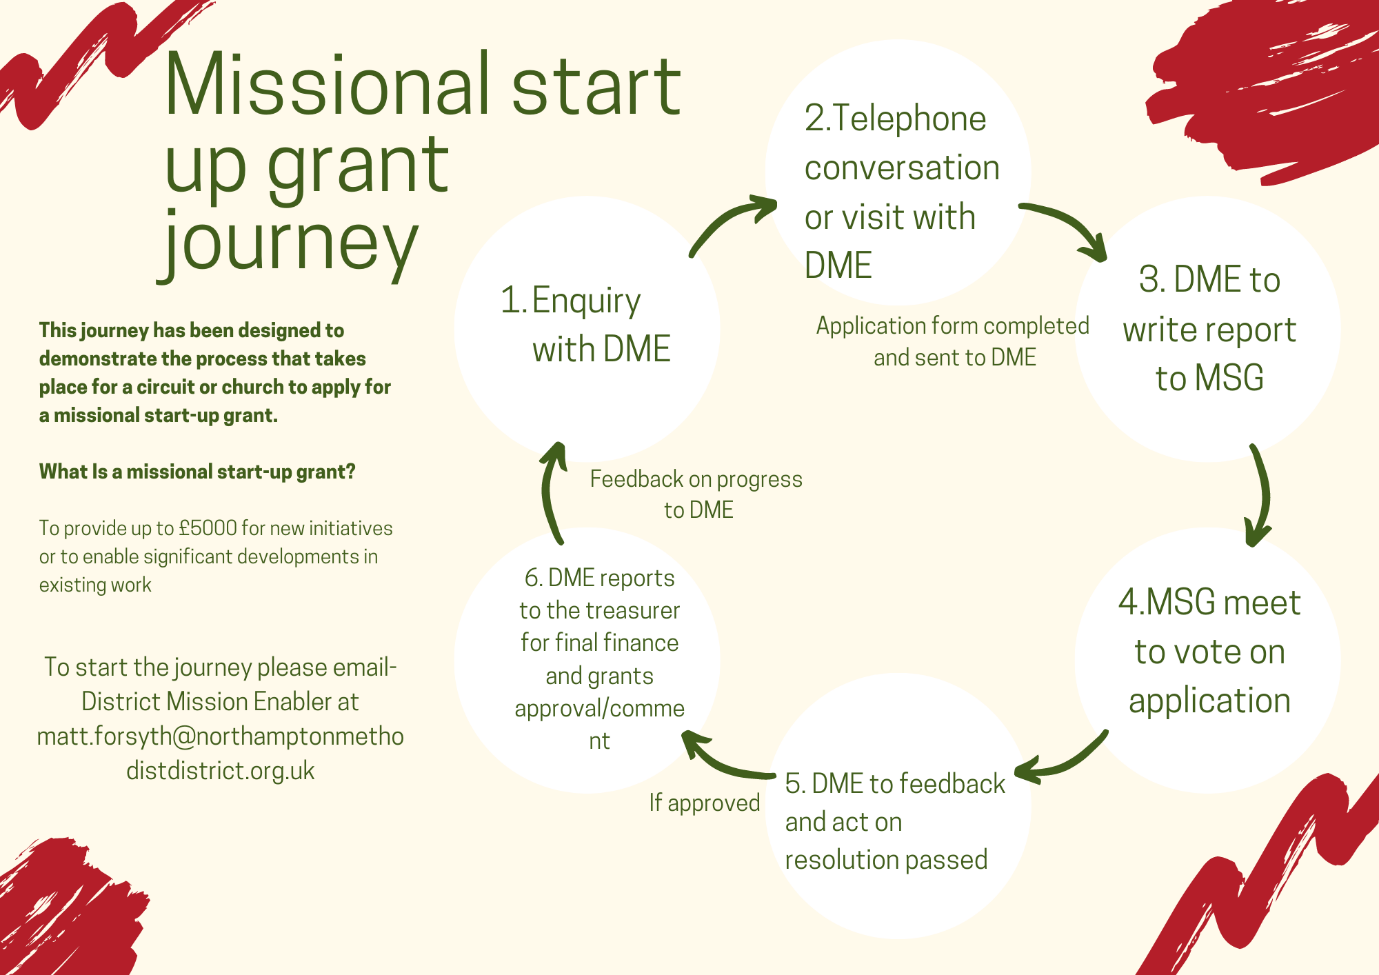 Missional start
up grant
journey
This journey has been designed to
demonstrate the process that takes
place for a circuit or church to apply for
a missional start-up grant.
What Is a missional start-up grant?
To provide up to £5000 for new initiatives
or to enable significant developments in
existing work
To start the journey please email-
District Mission Enabler at
matt.forsyth@northamptonmetho
distdistrict.org.uk
1. Enquiry
with DME
2.Telephone
conversation
or visit with
DME
Application form completed
and sent to DME
3. DME to
write report
to MSG
4.MSG meet
to vote on
application
5. DME to feedback
and act on
resolution passed
If approved
6. DME reports
to the treasurer
for final finance
and grants
approval/comme
nt
Feedback on progress
to DME